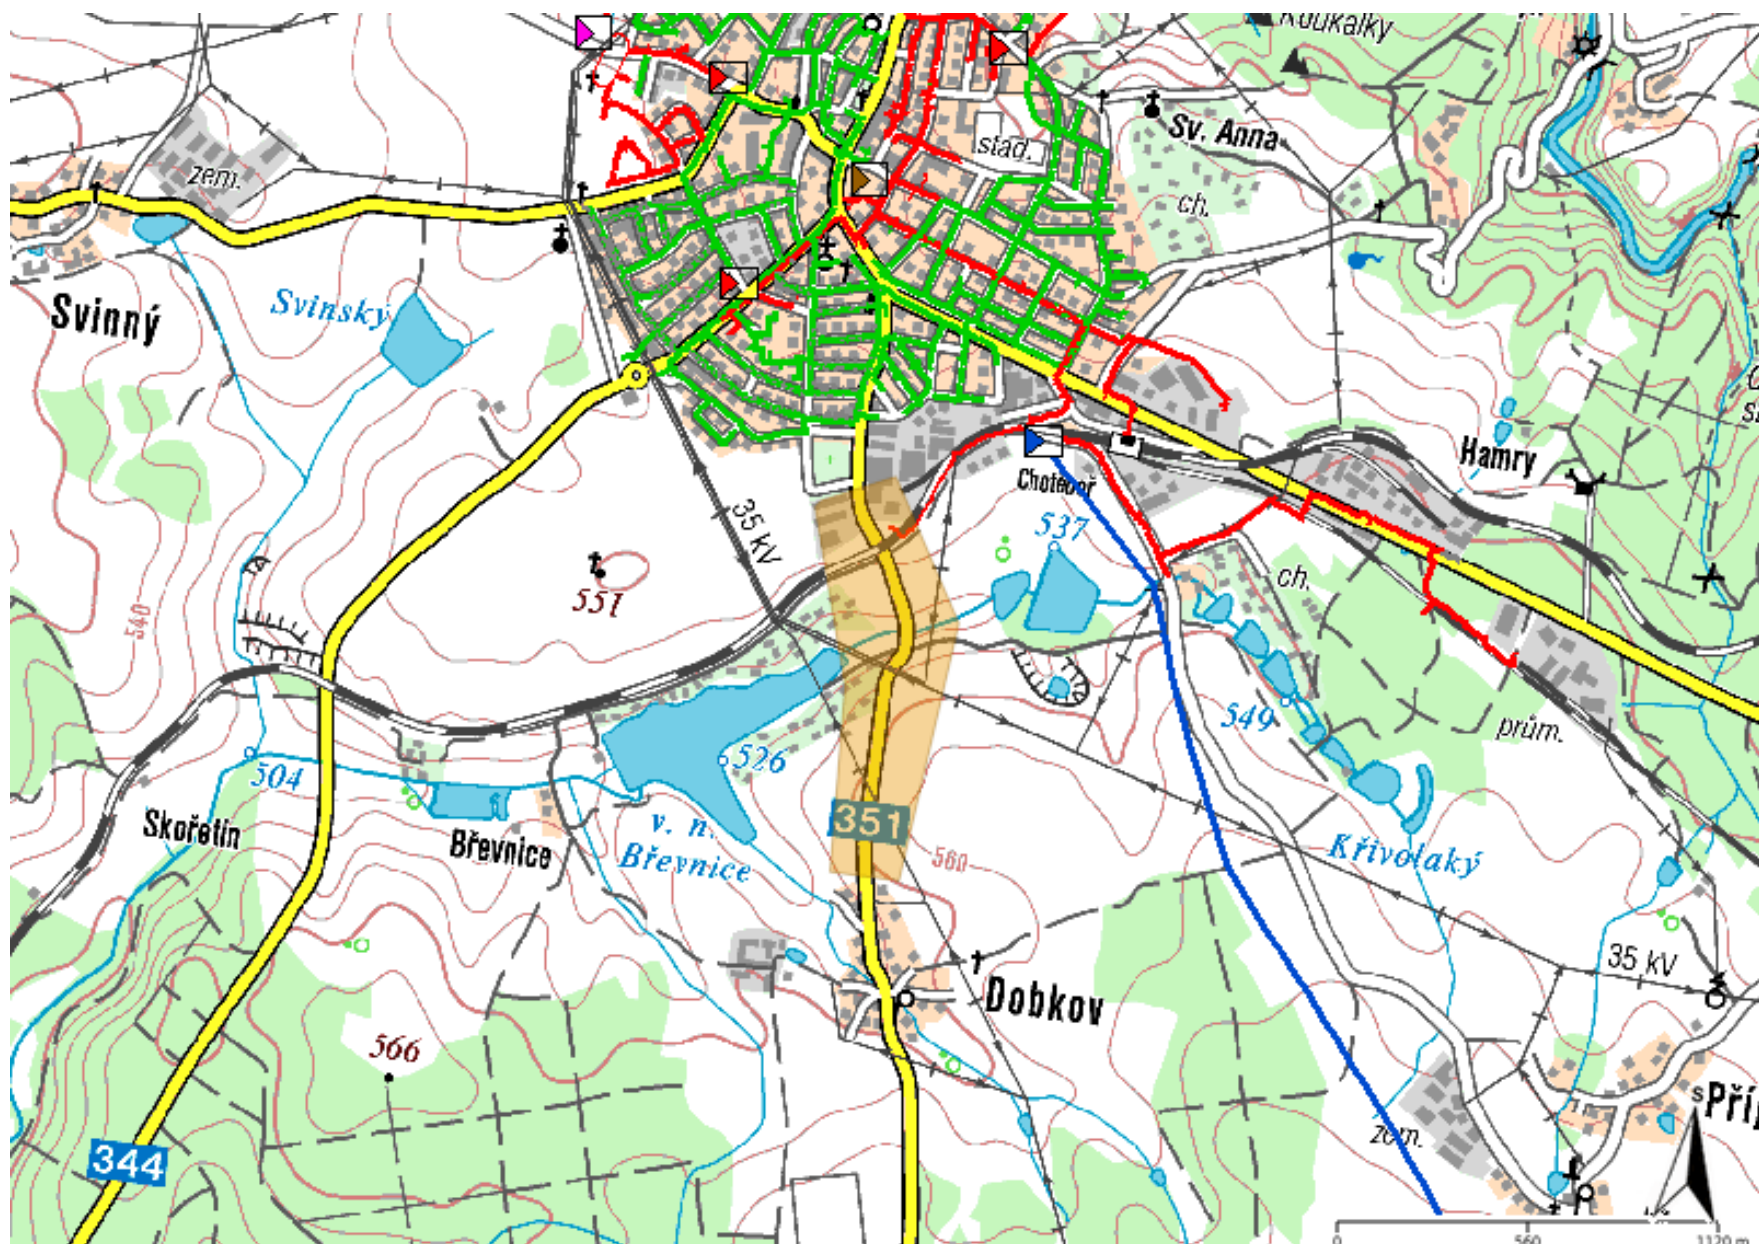 Koukalky
Sv. Anna
stad.
zem.
ch.
Svinný
Svinský
Hamry
Chotěboř
35 kV
537
551
ch.
540
549
prům.
526
504
351
Skořetín
Břevnice
v. n.
Břevnice
560
Křivolaký
35 kV
Dobkov
566
zem.
S
344
0
560
1120 m